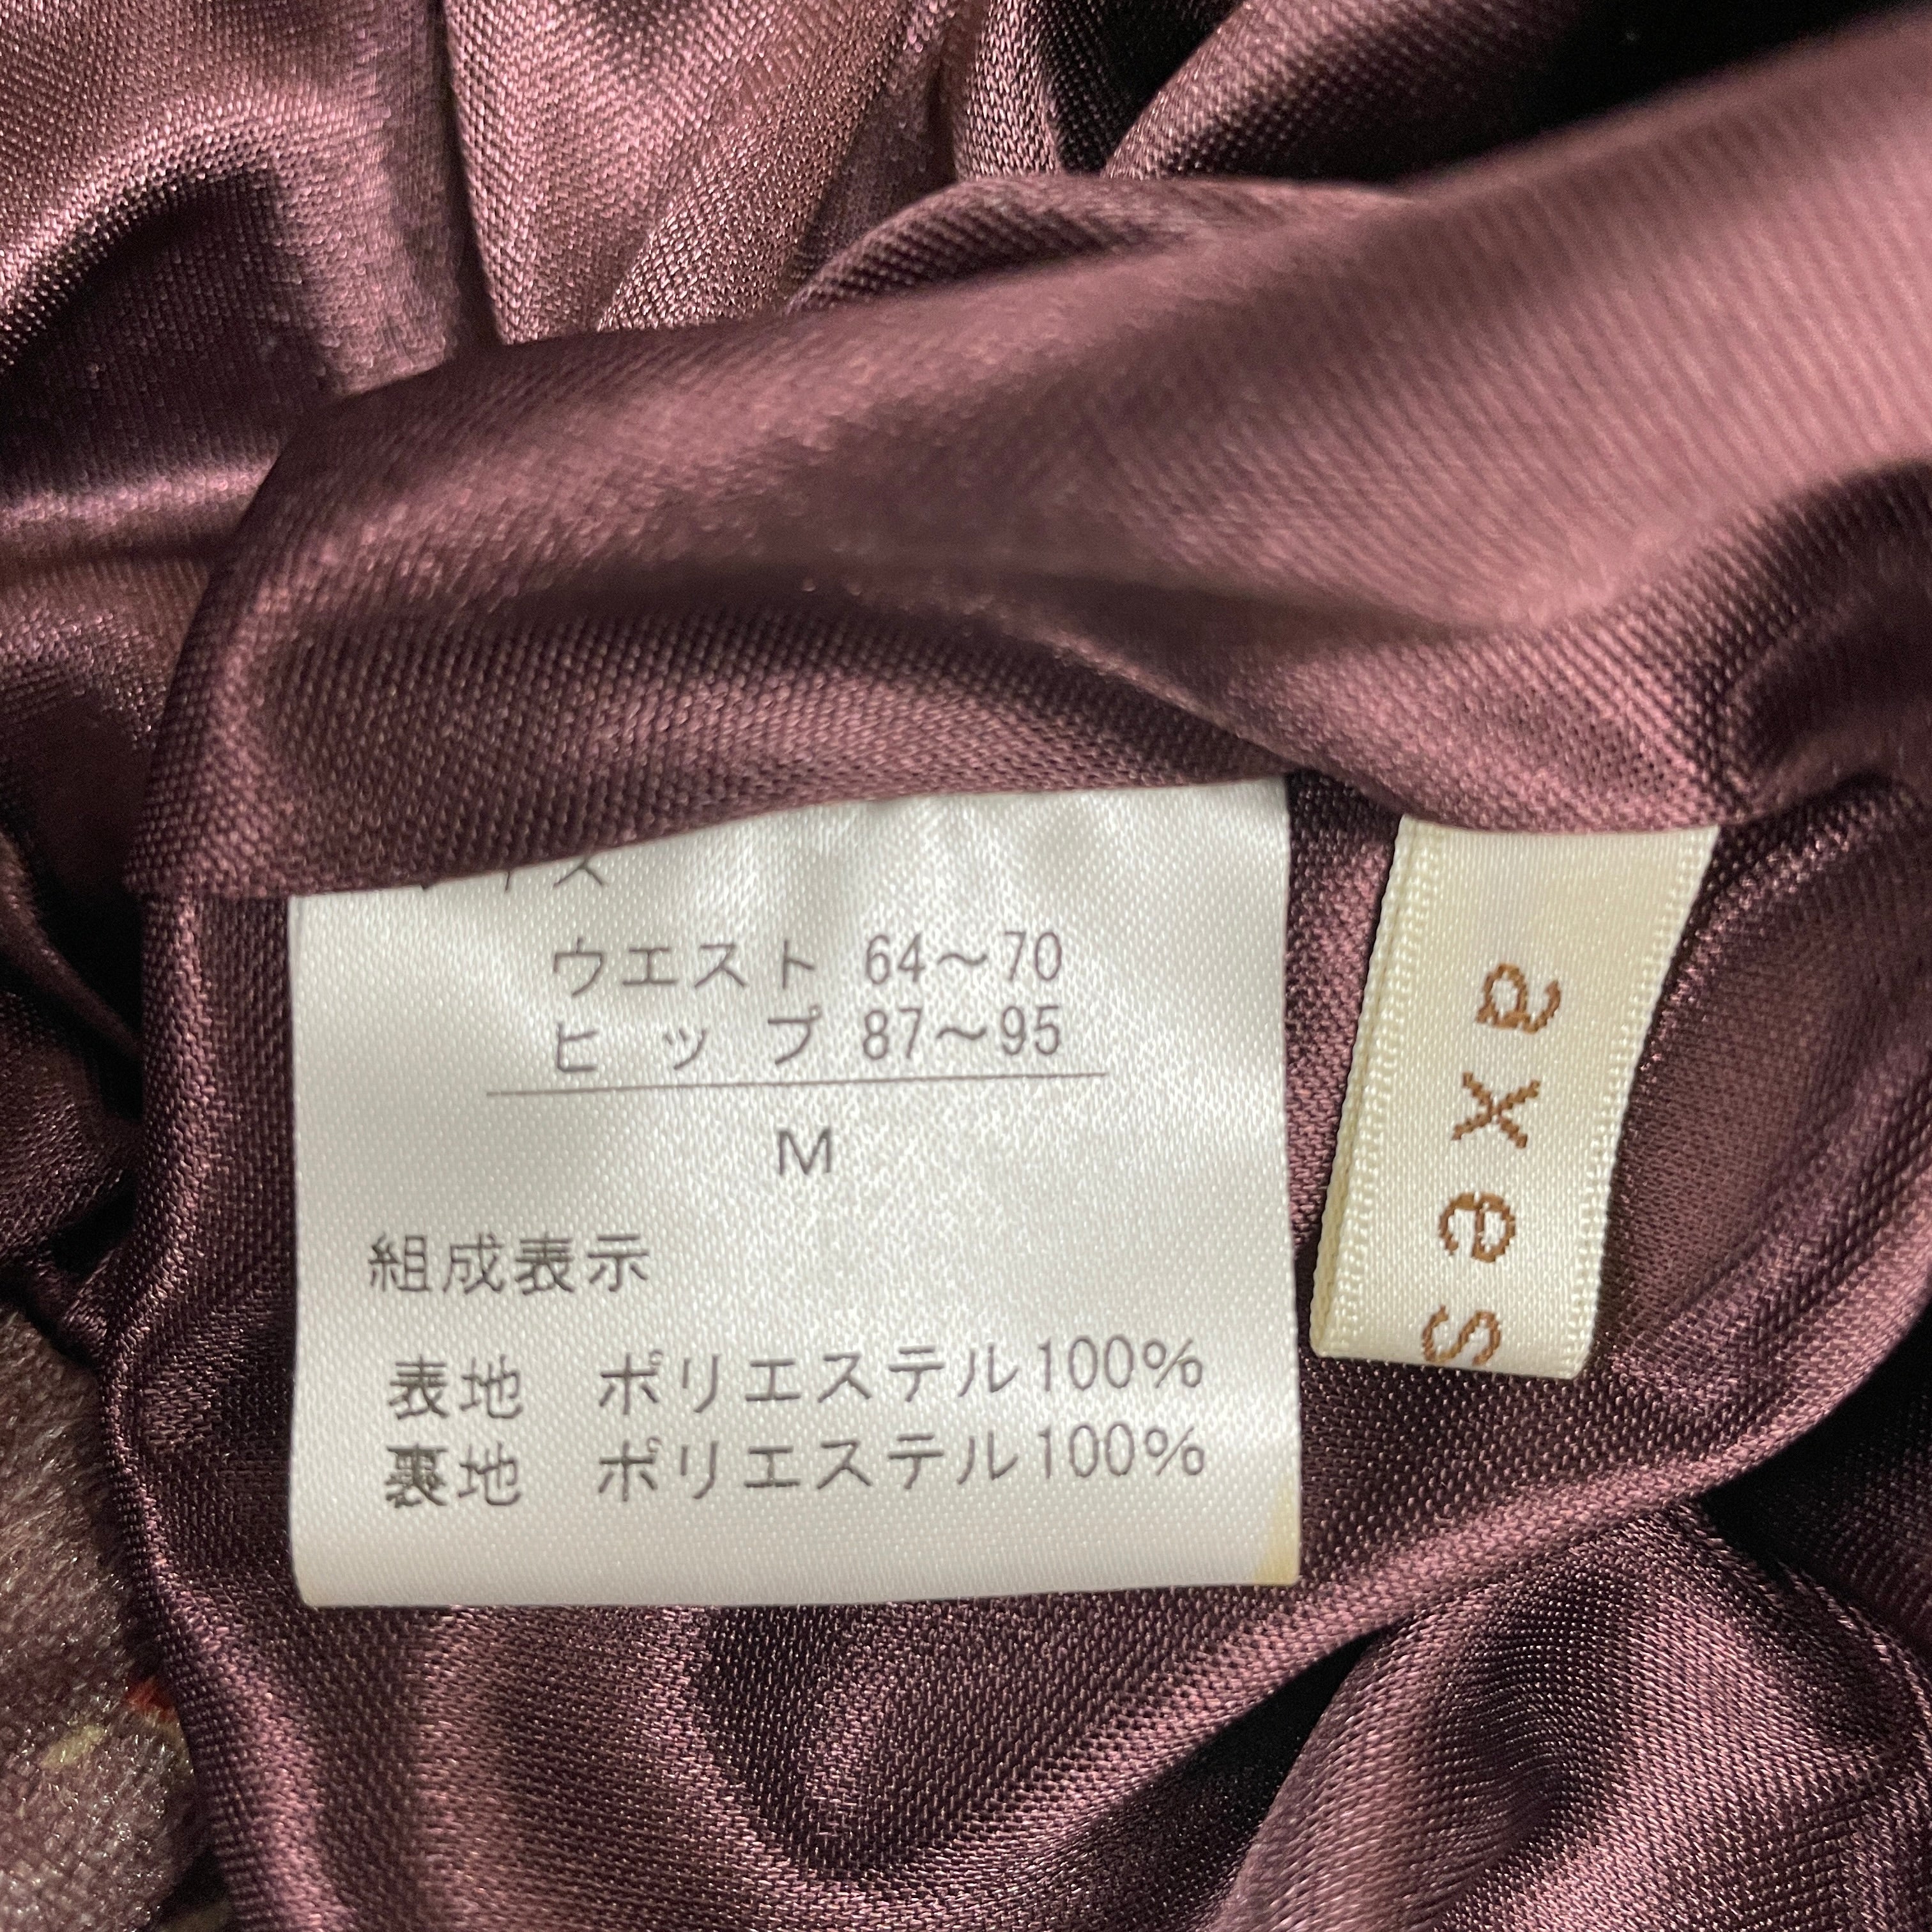 ウエスト 64～70
ヒップ 87～95
M
組成表示
表地 ポリエステル100%
裏地 ポリエステル100%
axes